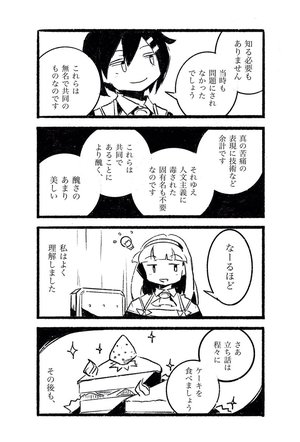 知る必要も
ありません
当時も
問題にされ
なかった
でしょう
これらは
無名で共同の
ものなのです
真の苦痛の
表現に技術など
余計です
それゆえ
人文主義に
毒された
固有名も不要
なのです
これらは
共同で
あることに
より醜く、
醜さの
あまり
美しい
なーるほど
私はよく
理解しました
さあ
立ち話は
程々に
ケーキを
食べましょう
その後も、